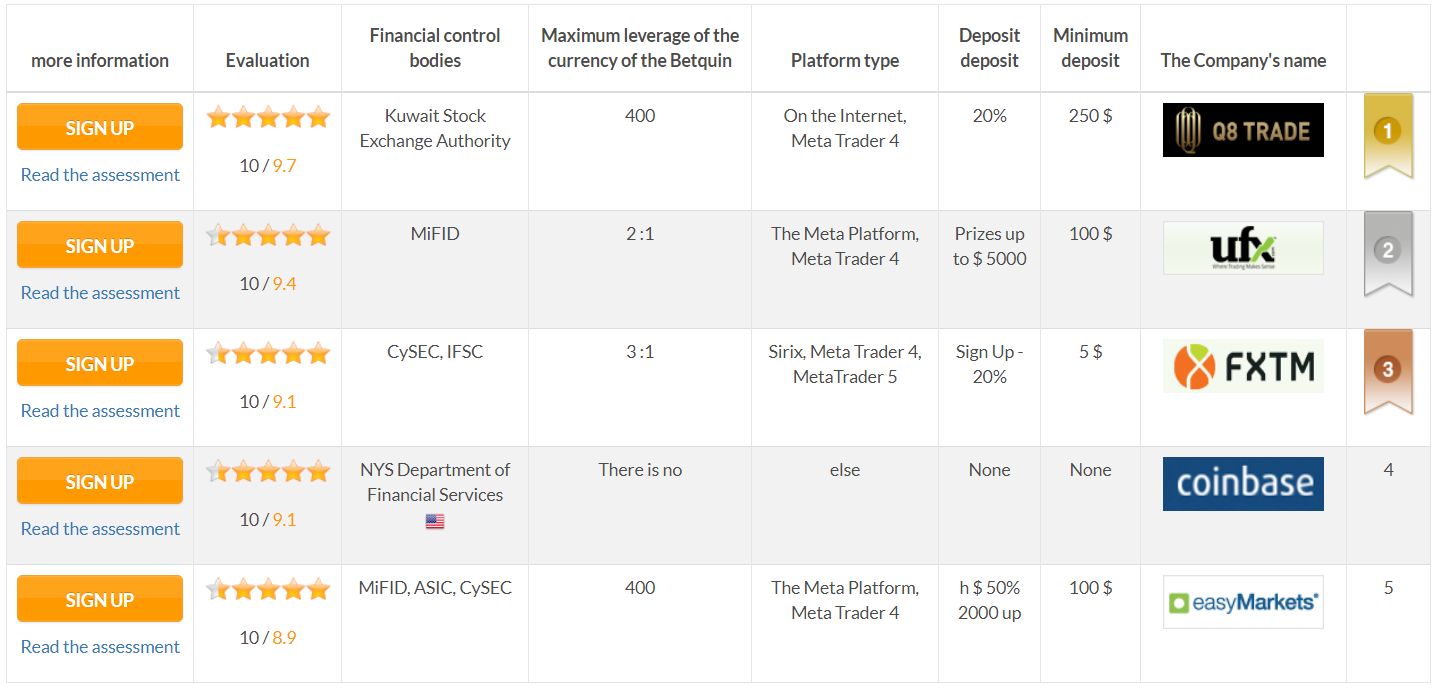 more information
Evaluation
Financial control
bodies
Maximum leverage of the
currency of the Betquin
Platform type
Deposit
deposit
Minimum
deposit
The Company's name
SIGN UP
Read the assessment
10 / 9.7
Kuwait Stock
Exchange Authority
400
On the Internet,
Meta Trader 4
20%
250 $
Q8 TRADE
1
SIGN UP
Read the assessment
10 / 9.4
MiFID
2 :1
The Meta Platform,
Meta Trader 4
Prizes up
to $ 5000
100 $
ufx
Where Trading Makes Sense
2
SIGN UP
Read the assessment
10 / 9.1
CySEC, IFSC
3 :1
Sirix, Meta Trader 4,
MetaTrader 5
Sign Up -
20%
5 $
FXTM
3
SIGN UP
Read the assessment
10 / 9.1
NYS Department of
Financial Services
There is no
else
None
None
coinbase
4
SIGN UP
Read the assessment
10 / 8.9
MiFID, ASIC, CySEC
400
The Meta Platform,
Meta Trader 4
h $ 50%
2000 up
100 $
easyMarkets
5